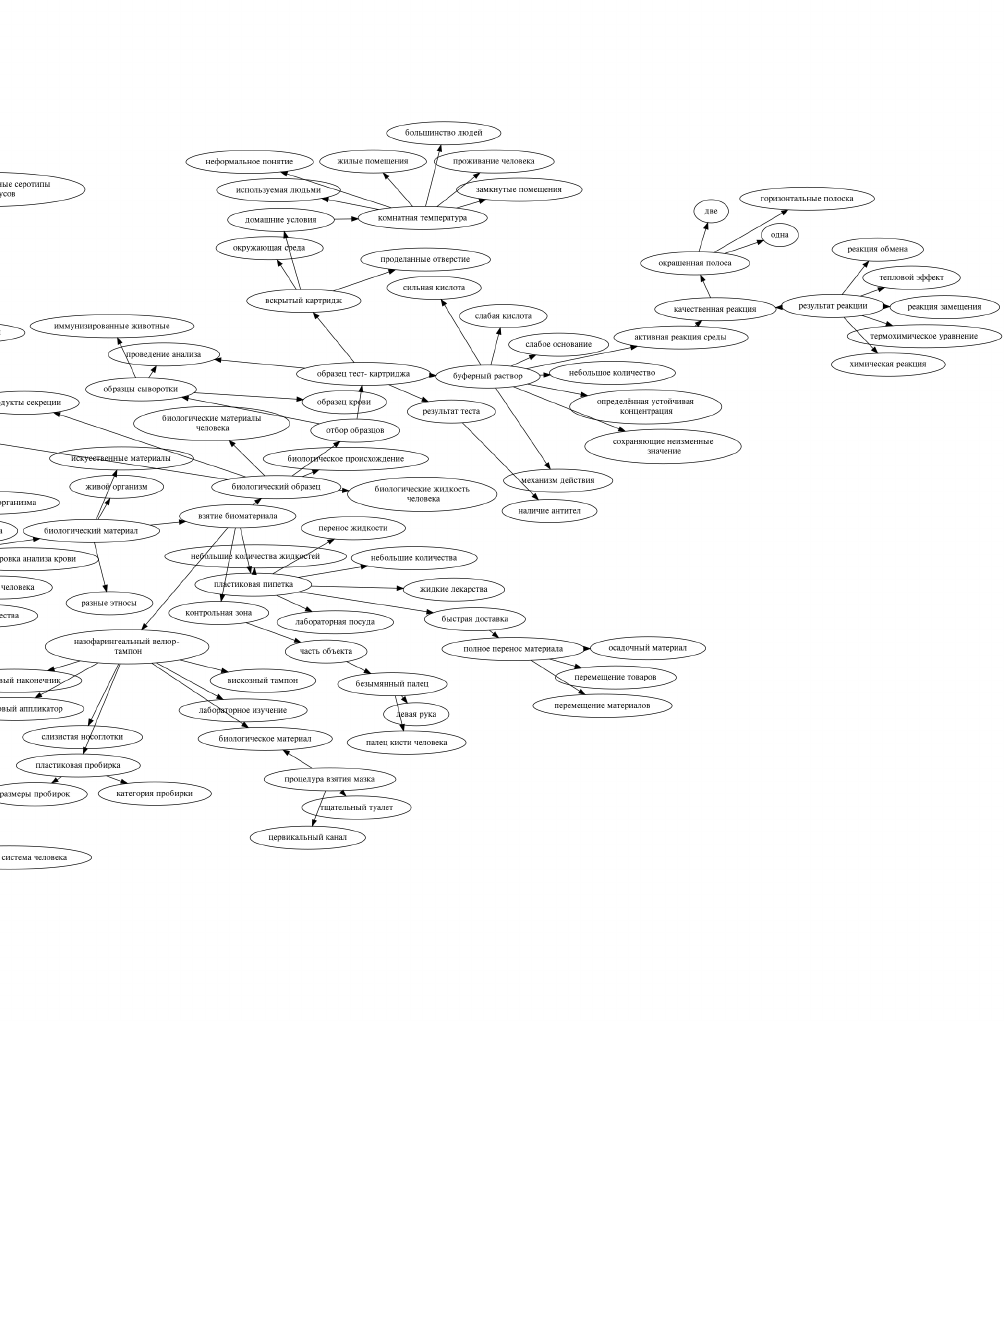 большинство людей
неформальное понятие
жилые помещения
проживание человека
ные серотипы
усов
используемая людьми
замкнутые помещения
горизонтальные полоска
две
домашние условия
комнатная температура
одна
окружающая среда
реакция обмена
проделанные отверстие
окрашенная полоса
тепловой эффект
сильная кислота
вскрытый картридж
качественная реакция
результат реакции
реакция замещения
слабая кислота
иммунизированные животные
активная реакция среды
термохимическое уравнение
слабое основание
проведение анализа
химическая реакция
образец тест- картриджа
буферный раствор
небольшое количество
образцы сыворотки
дукты секреции
образец крови
результат теста
определённая устойчивая
концентрация
биологические материалы
человека
отбор образцов
сохраняющие неизменные
значение
искусственные материалы
биологическое происхождение
механизм действия
живой организм
биологический образец
биологические жидкость
человека
организма
наличие антител
взятие биоматериала
а
биологический материал
перенос жидкости
ровка анализа крови
небольшие количества жидкостей
небольшие количества
человека
пластиковая пипетка
жидкие лекарства
разные этносы
ества
контрольная зона
лабораторная посуда
быстрая доставка
назофарингеальный велюр-
тампон
часть объекта
полное перенос материала
осадочный материал
вый наконечник
вискозный тампон
безымянный палец
перемещение товаров
овый аппликатор
лабораторное изучение
левая рука
перемещение материалов
слизистая носоглотки
биологическое материал
палец кисти человека
пластиковая пробирка
процедура взятия мазка
размеры пробирок
категория пробирки
тщательный туалет
цервикальный канал
система человека